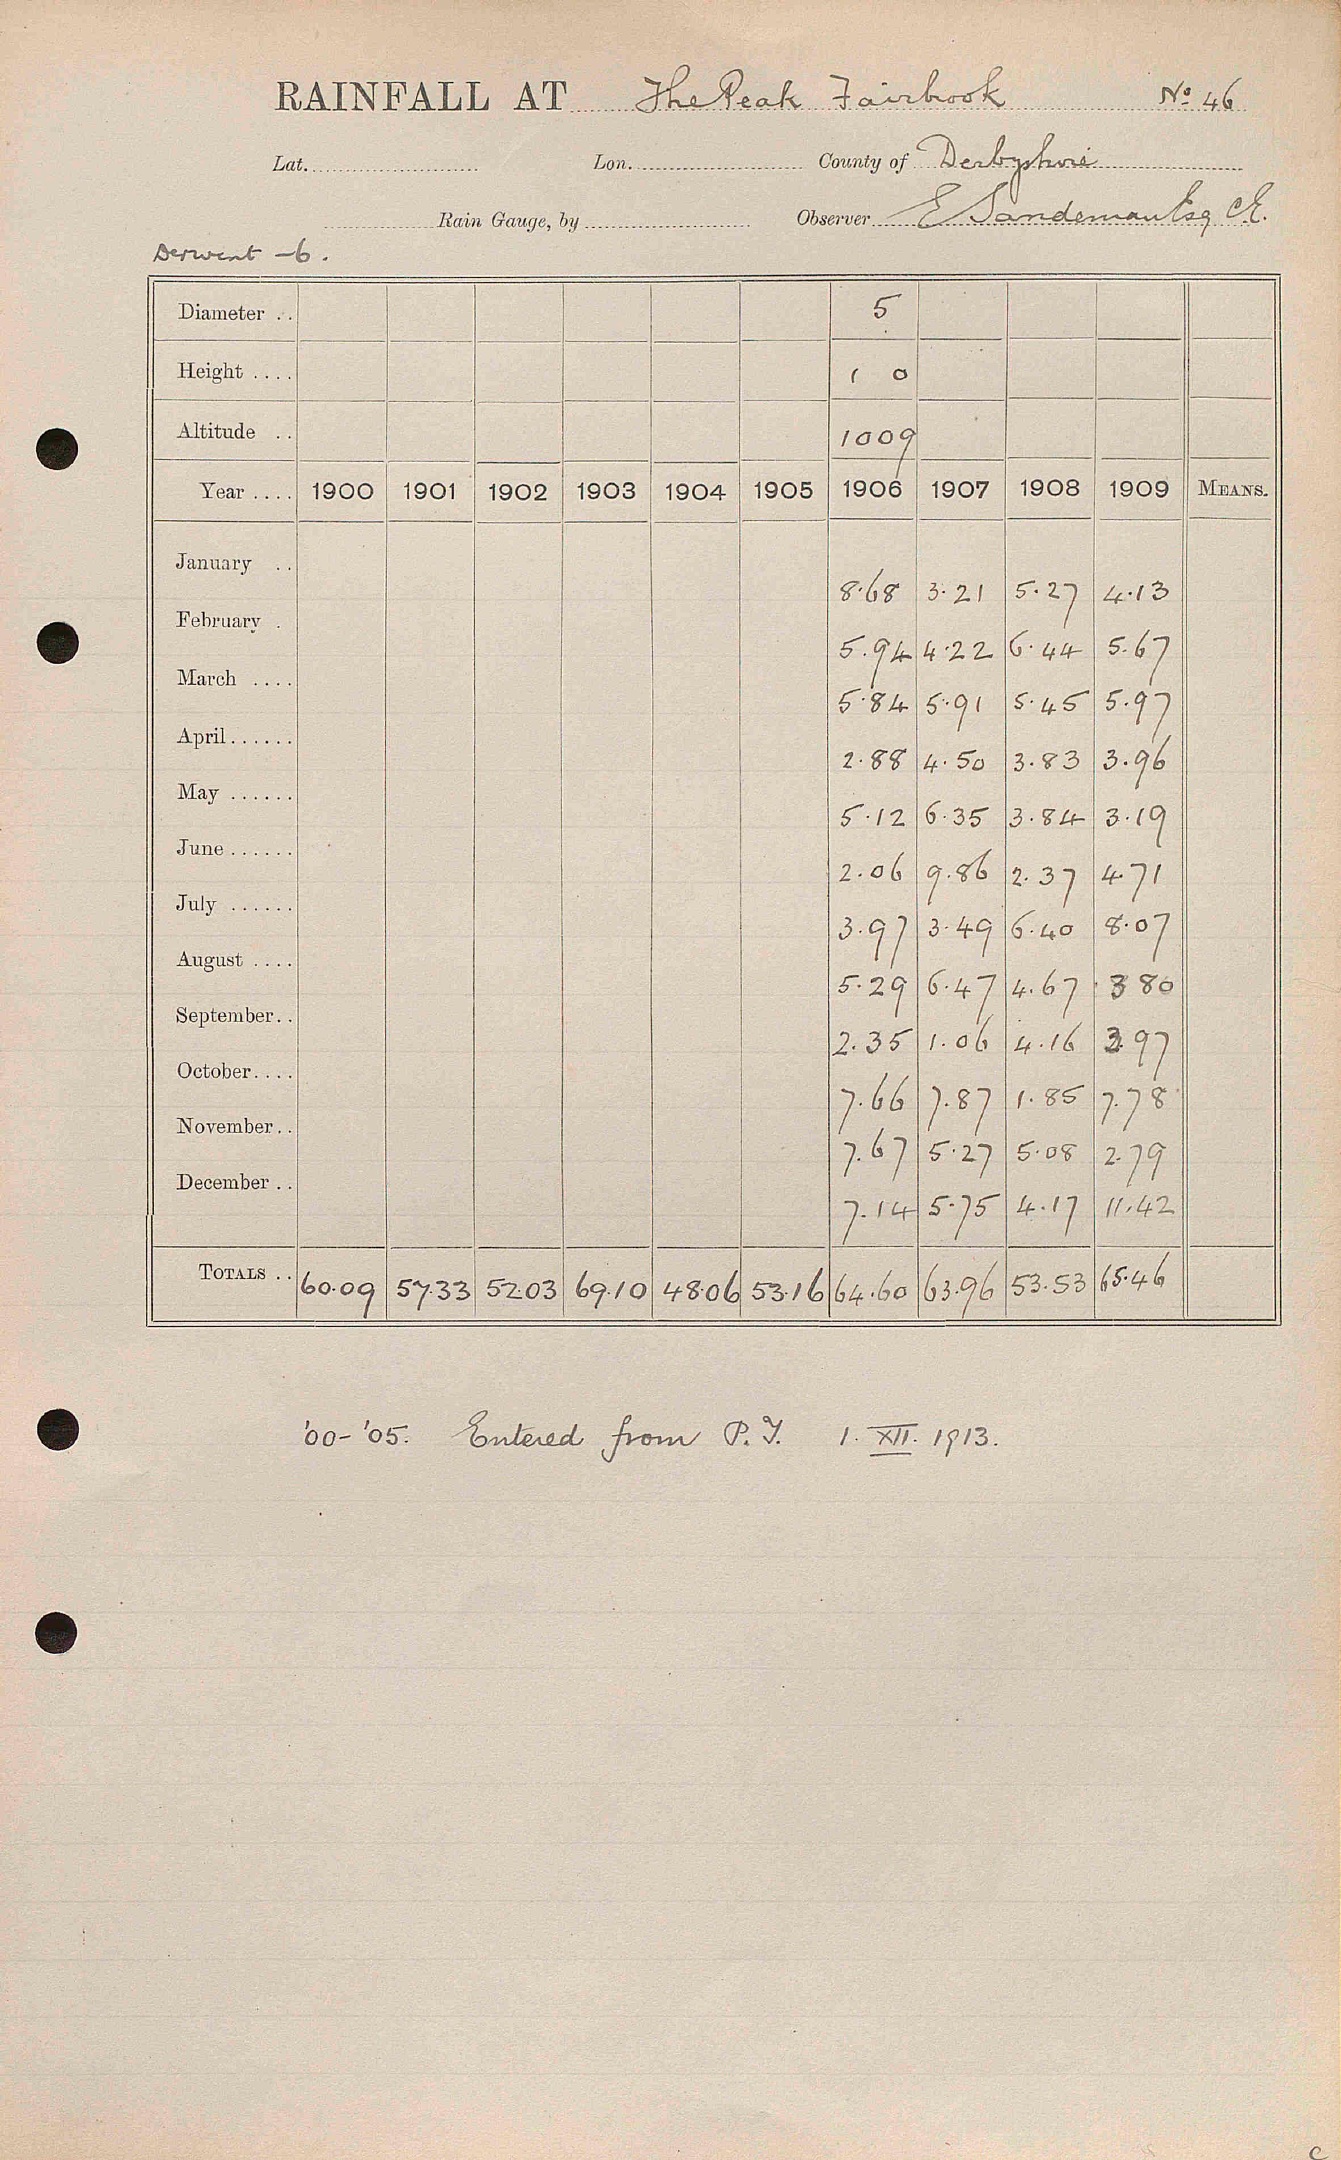 RAINFALL AT The Peak Fairbrook No. 46
Lat. Lon. County of Derbyshire
Rain Gauge, by Observer E Sandeman Esq C.E.
Derwent - 6.
Diameter .. 5
Height .... 1 0
Altitude .. 1009
Year .... 1900 1901 1902 1903 1904 1905 1906 1907 1908 1909 MEANS.
January .. 8.68 3.21 5.27 4.13
February . 5.94 4.22 6.44 5.67
March .... 5.84 5.91 5.45 5.97
April...... 2.88 4.50 3.83 3.96
May ...... 5.12 6.35 3.84 3.19
June ...... 2.06 9.86 2.37 4.71
July ...... 3.97 3.49 6.40 8.07
August .... 5.29 6.47 4.67 3 80
September.. 2.35 1.06 4.16 3.97
October.... 7.66 7.87 1.85 7.78
November.. 7.67 5.27 5.08 2.79
December .. 7.14 5.75 4.17 11.42
TOTALS .. 60.09 57.33 52.03 69.10 48.06 53.16 64.60 63.96 53.53 65.46
'00-'05. Entered from P.Y. 1. XII. 1913.
C